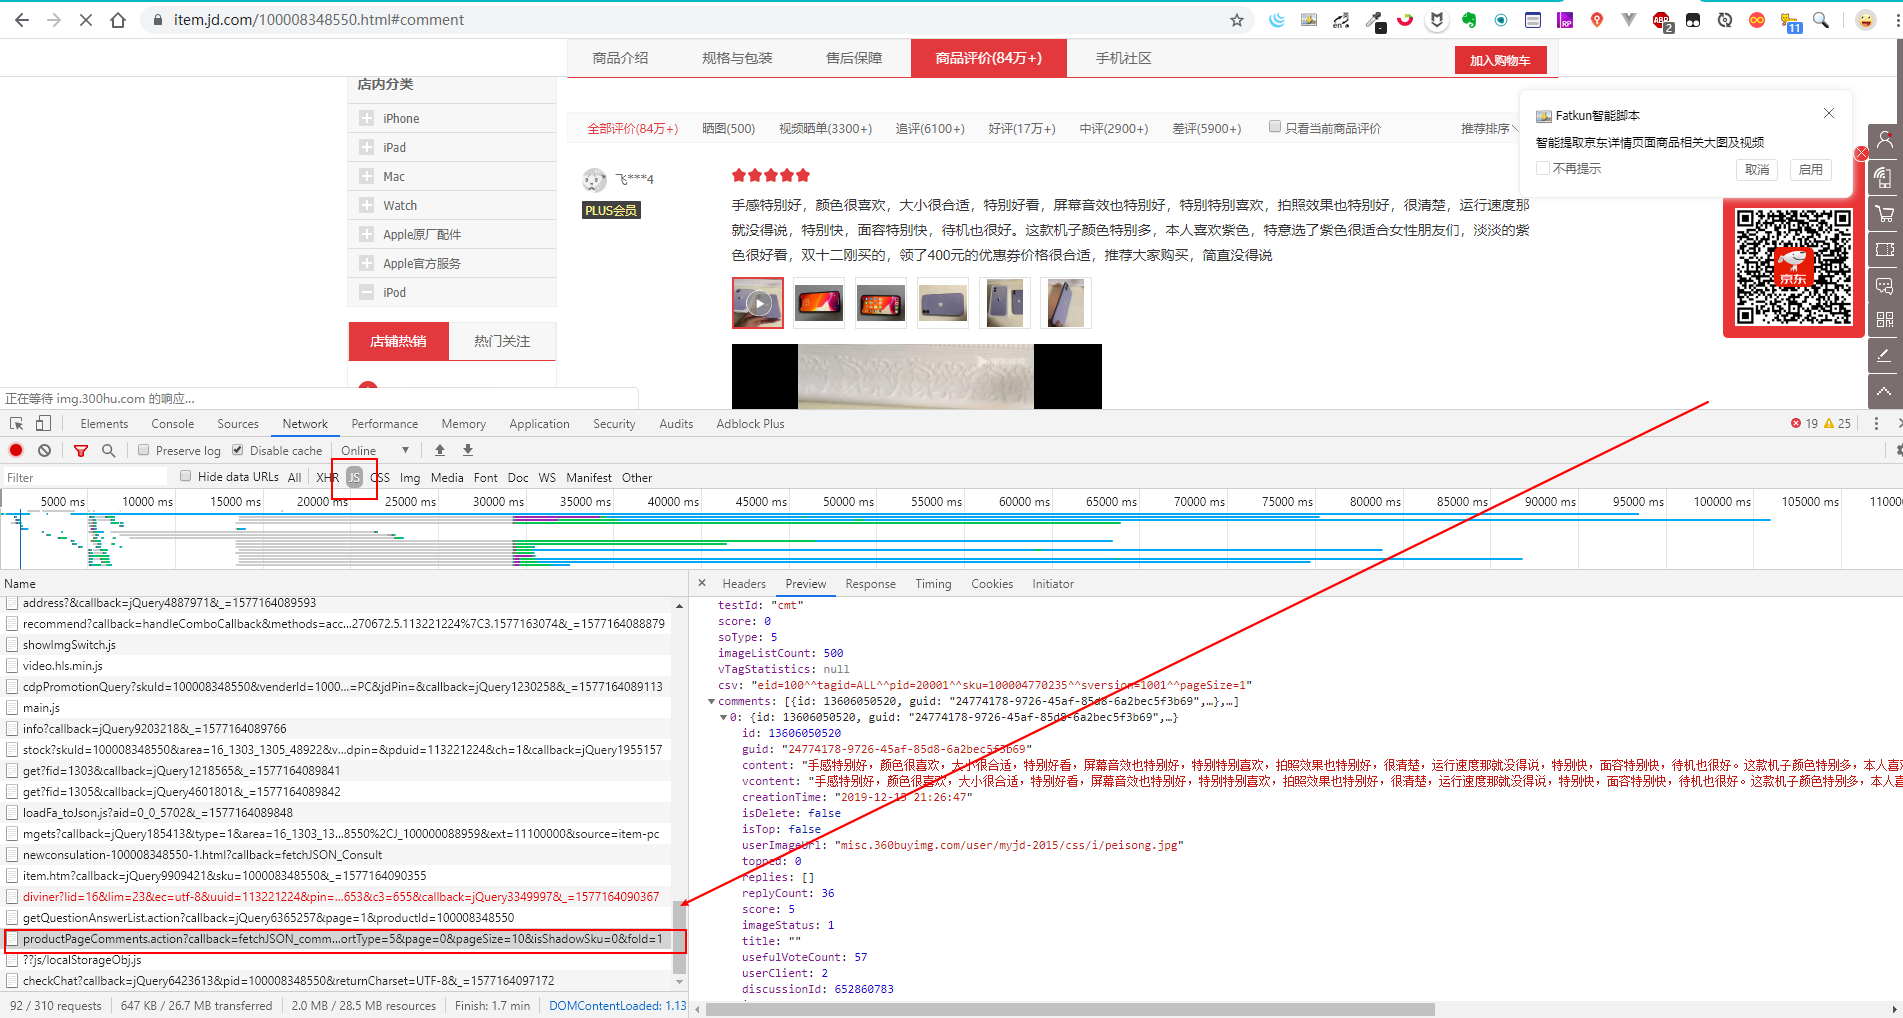 item.jd.com/100008348550.html#comment
商品介绍
规格与包装
售后保障
商品评价(84万+)
手机社区
加入购物车
店内分类
iPhone
iPad
Mac
Watch
Apple原厂配件
Apple官方服务
iPod
店铺热销
热门关注
全部评价(84万+)
晒图(500)
视频晒单(3300+)
追评(6100+)
好评(17万+)
中评(2900+)
差评(5900+)
只看当前商品评价
推荐排序
飞***4
PLUS会员
手感特别好，颜色很喜欢，大小很合适，特别好看，屏幕音效也特别好，特别特别喜欢，拍照效果也特别好，很清楚，运行速度那
就没得说，特别快，面容特别快，待机也很好。这款机子颜色特别多，本人喜欢紫色，特意选了紫色很适合女性朋友们，淡淡的紫
色很好看，双十二刚买的，领了400元的优惠券价格很合适，推荐大家购买，简直没得说
Fatkun智能脚本
智能提取京东详情页面商品相关大图及视频
不再提示
取消
启用
京东
正在等待 img.300hu.com 的响应...
Elements Console Sources Network Performance Memory Application Security Audits Adblock Plus
19 25
Preserve log Disable cache Online
Filter Hide data URLs All XHR JS CSS Img Media Font Doc WS Manifest Other
5000 ms 10000 ms 15000 ms 20000 ms 25000 ms 30000 ms 35000 ms 40000 ms 45000 ms 50000 ms 55000 ms 60000 ms 65000 ms 70000 ms 75000 ms 80000 ms 85000 ms 90000 ms 95000 ms 100000 ms 105000 ms 11000
Name
address?&callback=jQuery4887971&_=1577164089593
recommend?callback=handleComboCallback&methods=acc...270672.5.113221224%7C3.1577163074&_=1577164088879
showImgSwitch.js
video.hls.min.js
cdpPromotionQuery?skuId=100008348550&venderId=1000...=PC&jdPin=&callback=jQuery1230258&_=1577164089113
main.js
info?callback=jQuery9203218&_=1577164089766
stock?skuId=100008348550&area=16_1303_1305_48922&v...dpin=&pduid=113221224&ch=1&callback=jQuery1955157
get?fid=1303&callback=jQuery1218565&_=1577164089841
get?fid=1305&callback=jQuery4601801&_=1577164089842
loadFa_toJson.js?aid=0_0_5702&_=1577164089848
mgets?callback=jQuery185413&type=1&area=16_1303_13...8550%2CJ_100000088959&ext=11100000&source=item-pc
newconsulation-100008348550-1.html?callback=fetchJSON_Consult
item.htm?callback=jQuery9909421&sku=100008348550&_=1577164090355
diviner?lid=16&lim=23&ec=utf-8&uuid=113221224&pin=...653&c3=655&callback=jQuery3349997&_=1577164090367
getQuestionAnswerList.action?callback=jQuery6365257&page=1&productId=100008348550
productPageComments.action?callback=fetchJSON_comm...ortType=5&page=0&pageSize=10&isShadowSku=0&fold=1
??js/localStorageObj.js
checkChat?callback=jQuery6423613&pid=100008348550&returnCharset=UTF-8&_=1577164097172
92 / 310 requests 647 KB / 26.7 MB transferred 2.0 MB / 28.5 MB resources Finish: 1.7 min DOMContentLoaded: 1.13
Headers Preview Response Timing Cookies Initiator
testId: "cmt"
score: 0
soType: 5
imageListCount: 500
vTagStatistics: null
csv: "eid=100^^tagid=ALL^^pid=20001^^sku=100004770235^^sversion=1001^^pageSize=1"
comments: [{id: 13606050520, guid: "24774178-9726-45af-85d8-6a2bec5f3b69",…},…]
0: {id: 13606050520, guid: "24774178-9726-45af-85d8-6a2bec5f3b69",…}
id: 13606050520
guid: "24774178-9726-45af-85d8-6a2bec5f3b69"
content: "手感特别好，颜色很喜欢，大小很合适，特别好看，屏幕音效也特别好，特别特别喜欢，拍照效果也特别好，很清楚，运行速度那就没得说，特别快，面容特别快，待机也很好。这款机子颜色特别多，本人喜欢
vcontent: "手感特别好，颜色很喜欢，大小很合适，特别好看，屏幕音效也特别好，特别特别喜欢，拍照效果也特别好，很清楚，运行速度那就没得说，特别快，面容特别快，待机也很好。这款机子颜色特别多，本人喜
creationTime: "2019-12-15 21:26:47"
isDelete: false
isTop: false
userImageUrl: "misc.360buyimg.com/user/myjd-2015/css/i/peisong.jpg"
topped: 0
replies: []
replyCount: 36
score: 5
imageStatus: 1
title: ""
usefulVoteCount: 57
userClient: 2
discussionId: 652860783